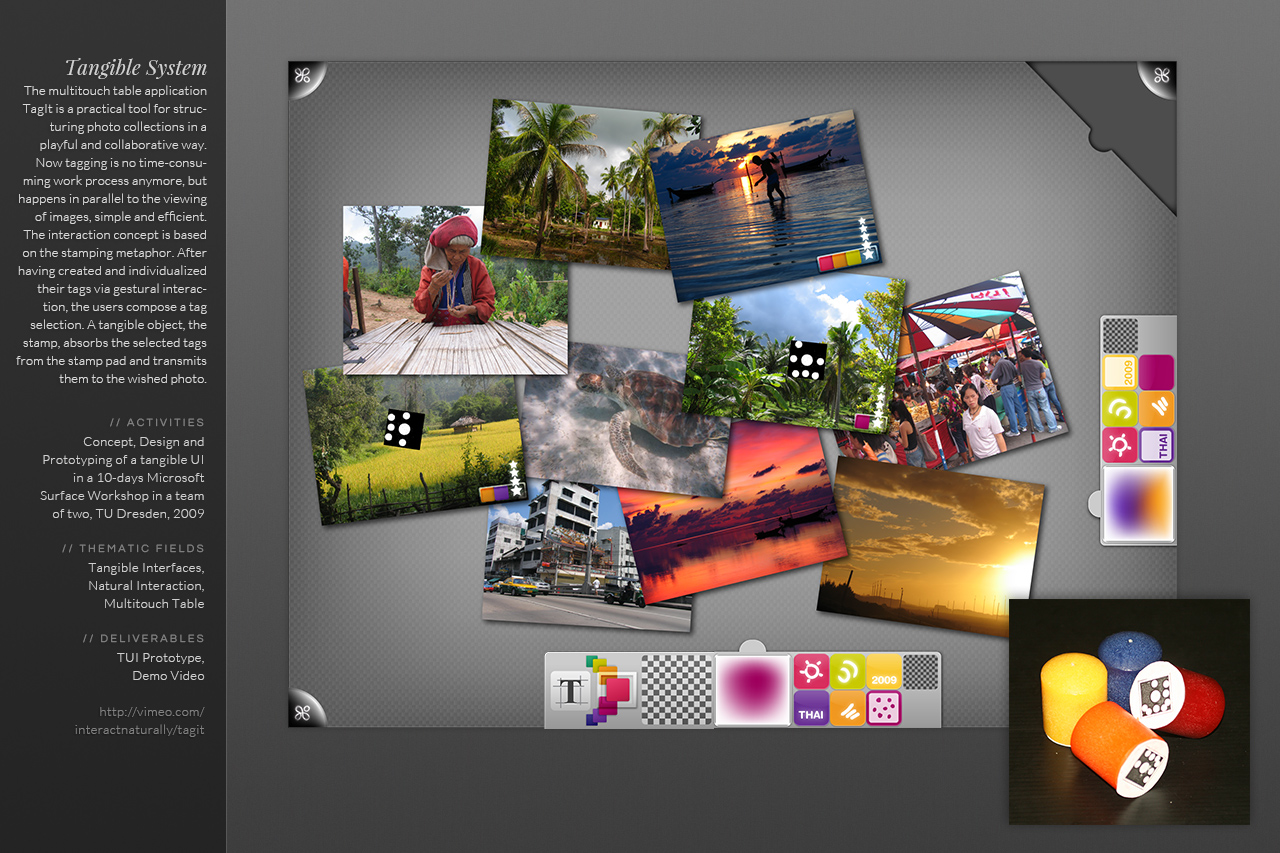 Tangible System
The multitouch table application
TagIt is a practical tool for struc-
turing photo collections in a
playful and collaborative way.
Now tagging is no time-consu-
ming work process anymore, but
happens in parallel to the viewing
of images, simple and efficient.
The interaction concept is based
on the stamping metaphor. After
having created and individualized
their tags via gestural interac-
tion, the users compose a tag
selection. A tangible object, the
stamp, absorbs the selected tags
from the stamp pad and transmits
them to the wished photo.
// ACTIVITIES
Concept, Design and
Prototyping of a tangible UI
in a 10-days Microsoft
Surface Workshop in a team
of two, TU Dresden, 2009
// THEMATIC FIELDS
Tangible Interfaces,
Natural Interaction,
Multitouch Table
// DELIVERABLES
TUI Prototype,
Demo Video
http://vimeo.com/
interactnaturally/tagit
2009
THAI
T
2009
THAI